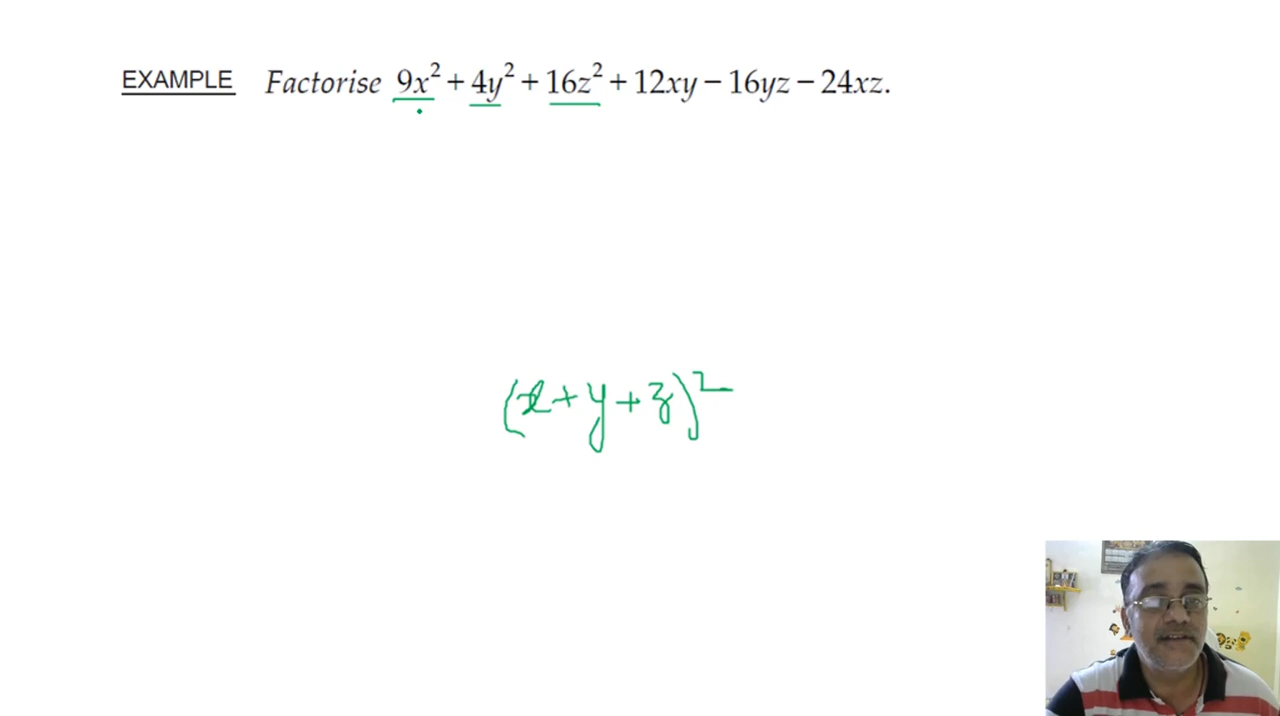 EXAMPLE Factorise 9x² + 4y² + 16z² + 12xy − 16yz − 24xz.
(x+y+z)²